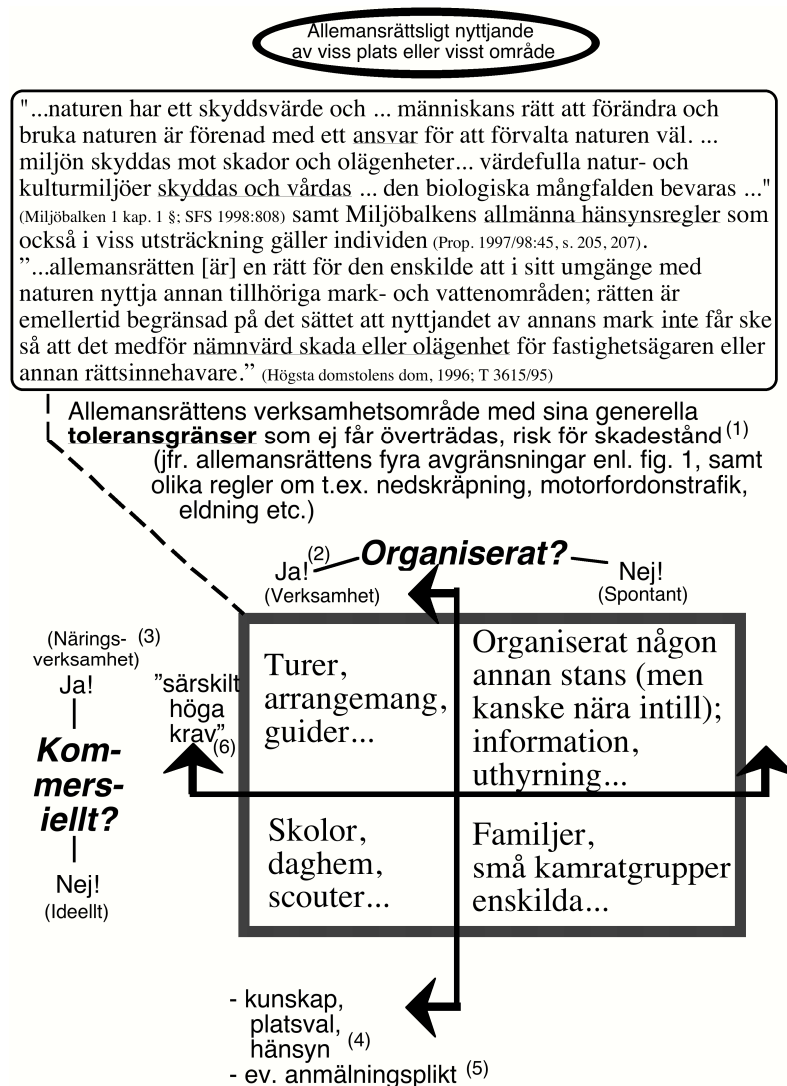 Allemansrättsligt nyttjande
av viss plats eller visst område
"...naturen har ett skyddsvärde och ... människans rätt att förändra och
bruka naturen är förenad med ett ansvar för att förvalta naturen väl. ...
miljön skyddas mot skador och olägenheter... värdefulla natur- och
kulturmiljöer skyddas och vårdas ... den biologiska mångfalden bevaras ..."
(Miljöbalken 1 kap. 1 §; SFS 1998:808) samt Miljöbalkens allmänna hänsynsregler som
också i viss utsträckning gäller individen (Prop. 1997/98:45, s. 205, 207).
”...allemansrätten [är] en rätt för den enskilde att i sitt umgänge med
naturen nyttja annan tillhöriga mark- och vattenområden; rätten är
emellertid begränsad på det sättet att nyttjandet av annans mark inte får ske
så att det medför nämnvärd skada eller olägenhet för fastighetsägaren eller
annan rättsinnehavare.” (Högsta domstolens dom, 1996; T 3615/95)
Allemansrättens verksamhetsområde med sina generella
toleransgränser som ej får överträdas, risk för skadestånd (1)
(jfr. allemansrättens fyra avgränsningar enl. fig. 1, samt
olika regler om t.ex. nedskräpning, motorfordonstrafik,
eldning etc.)
Organiserat?
Ja! (2)
(Verksamhet)
Nej!
(Spontant)
(Närings- (3)
verksamhet)
Ja!
Kom-
mers-
iellt?
Nej!
(Ideellt)
”särskilt
höga
krav”
(6)
Turer,
arrangemang,
guider...
Organiserat någon
annan stans (men
kanske nära intill);
information,
uthyrning...
Skolor,
daghem,
scouter...
Familjer,
små kamratgrupper
enskilda...
- kunskap,
platsval,
hänsyn (4)
- ev. anmälningsplikt (5)